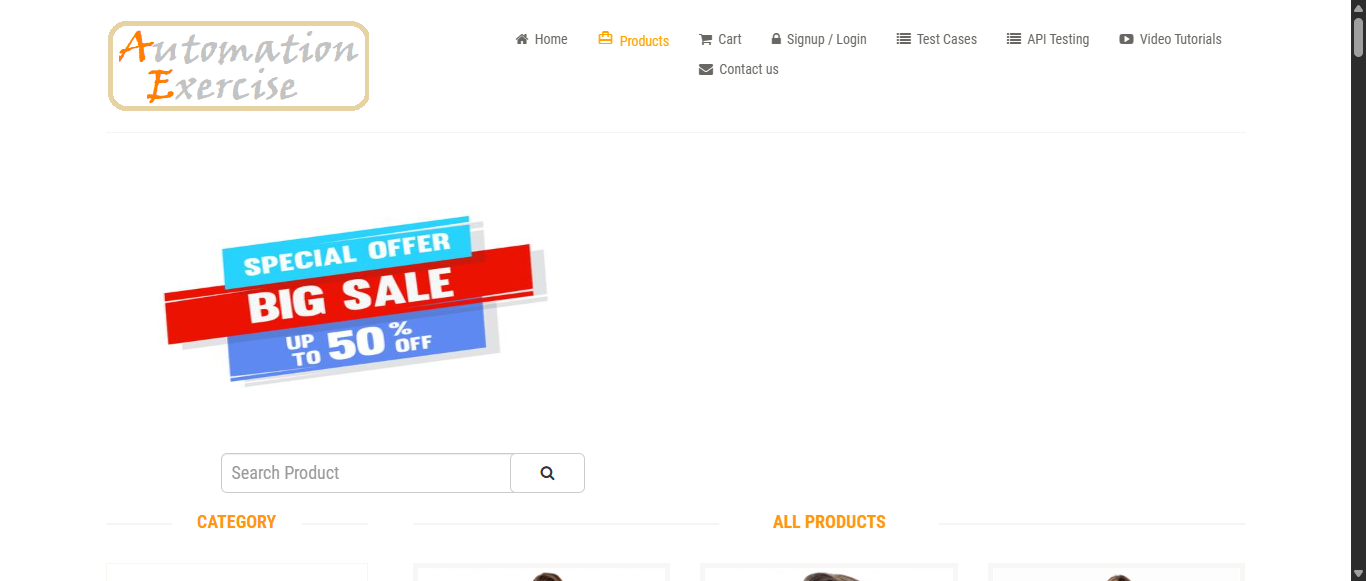 Automation
Exercise
Home
Products
Cart
Signup / Login
Test Cases
API Testing
Video Tutorials
Contact us
SPECIAL OFFER
BIG SALE
UP TO 50% OFF
Search Product
CATEGORY
ALL PRODUCTS